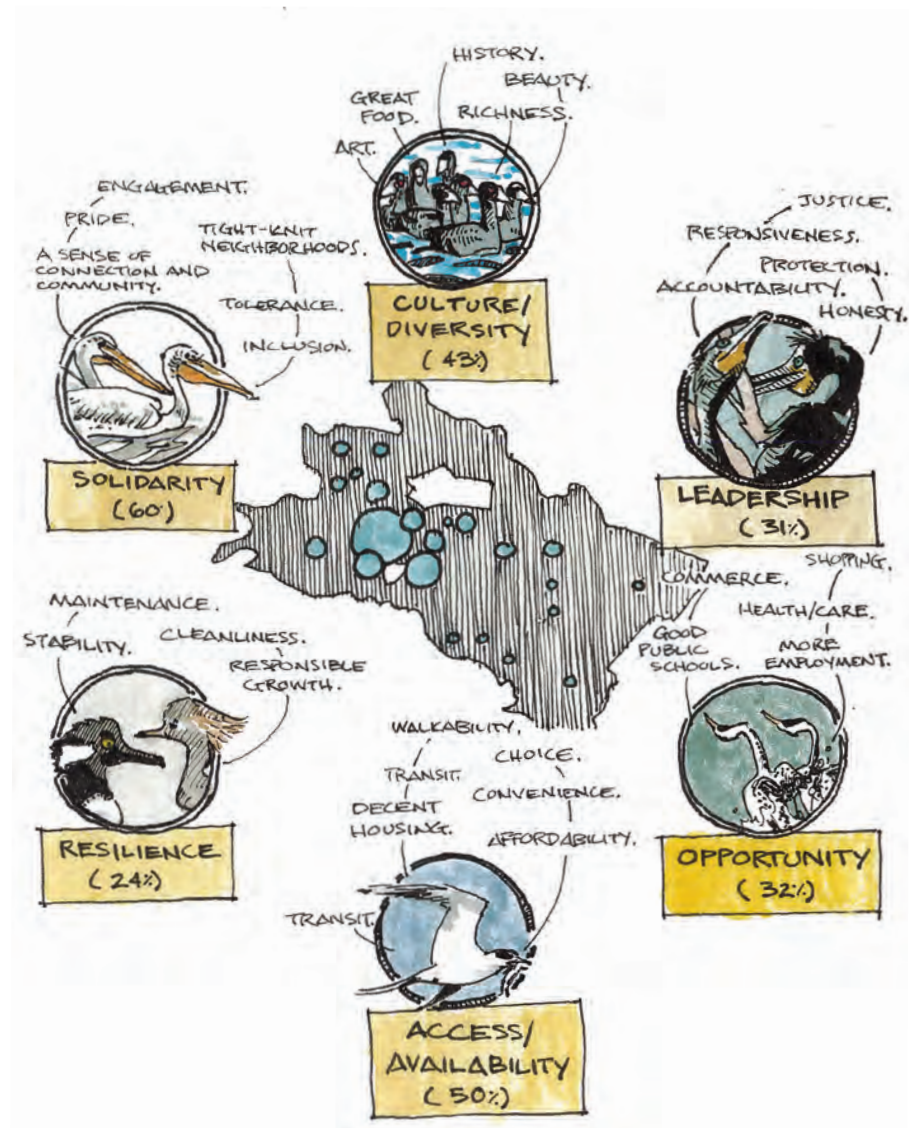 HISTORY.
BEAUTY.
GREAT
FOOD.
RICHNESS.
ART.
CULTURE/
DIVERSITY
(43%)
ENGAGEMENT.
PRIDE.
A SENSE OF
CONNECTION AND
COMMUNITY.
TIGHT-KNIT
NEIGHBORHOODS.
TOLERANCE.
INCLUSION.
SOLIDARITY
(60%)
JUSTICE.
RESPONSIVENESS.
PROTECTION.
ACCOUNTABILITY.
HONESTY.
LEADERSHIP
(31%)
MAINTENANCE.
STABILITY.
CLEANLINESS.
RESPONSIBLE
GROWTH.
RESILIENCE
(24%)
COMMERCE.
SHOPPING.
HEALTH/CARE.
GOOD
PUBLIC
SCHOOLS.
MORE
EMPLOYMENT.
OPPORTUNITY
(32%)
WALKABILITY.
CHOICE.
TRANSIT.
CONVENIENCE.
DECENT
HOUSING.
AFFORDABILITY.
TRANSIT.
ACCESS/
AVAILABILITY
(50%)